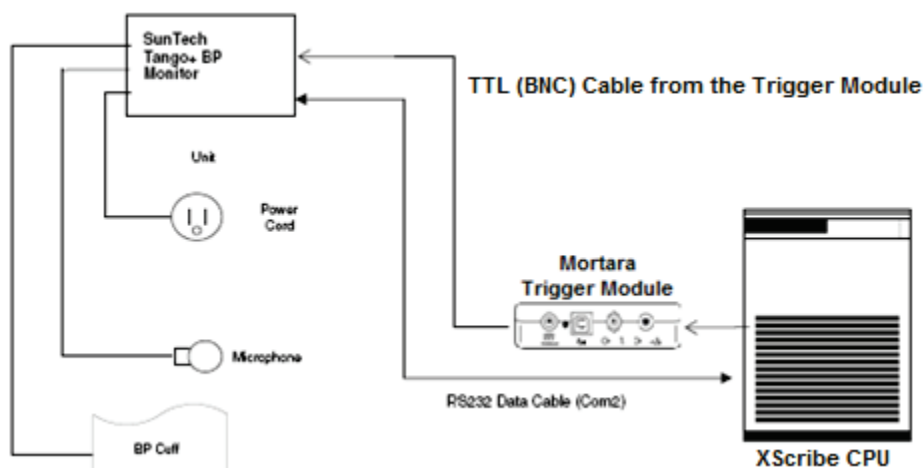 SunTech
Tango+ BP
Monitor
TTL (BNC) Cable from the Trigger Module
Unit
Power
Cord
Mortara
Trigger Module
Microphone
RS232 Data Cable (Com2)
BP Cuff
XScribe CPU